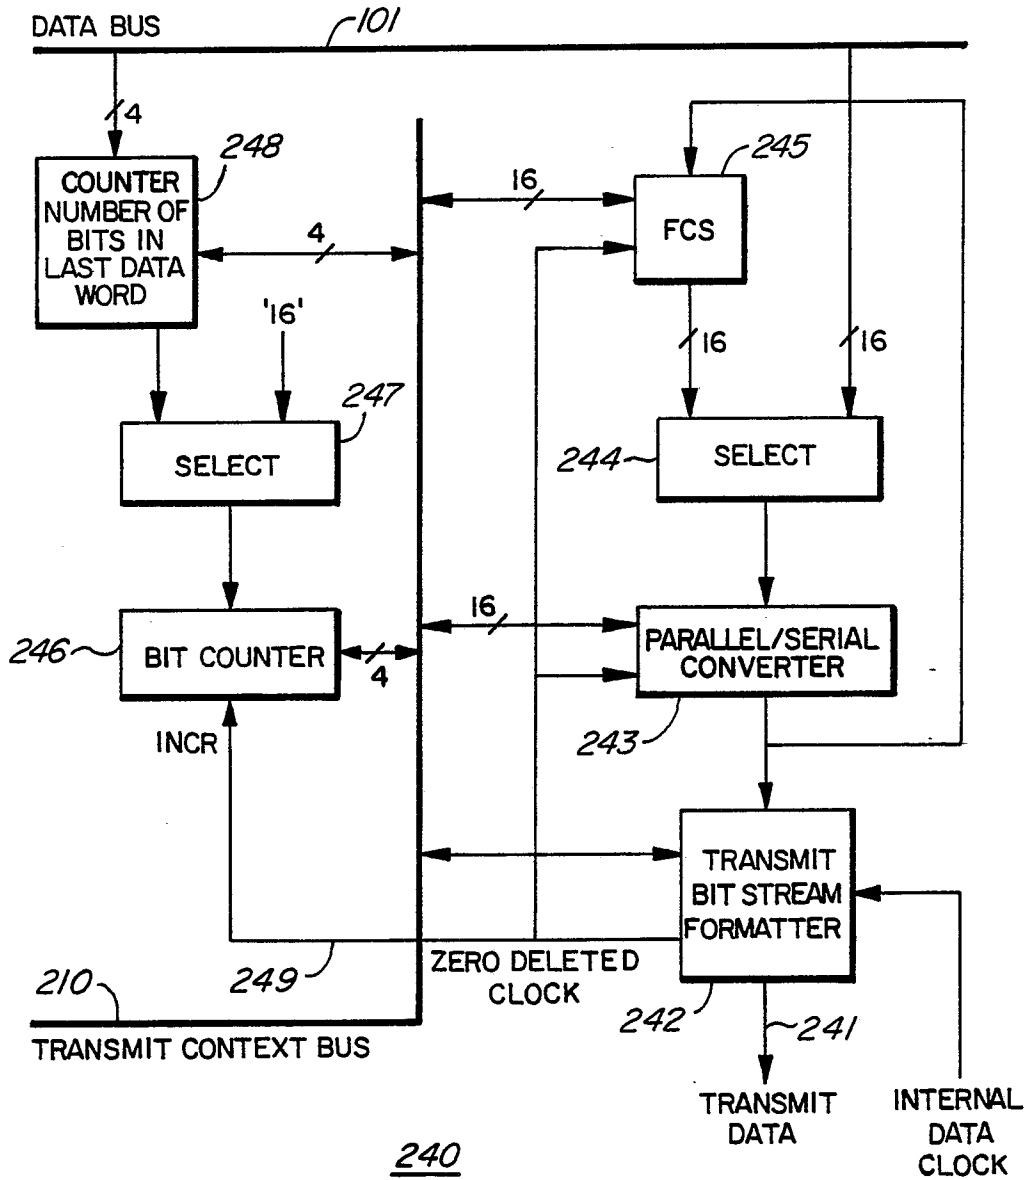 DATA BUS
101
4
248
COUNTER
NUMBER OF
BITS IN
LAST DATA
WORD
4
'16'
247
SELECT
246
BIT COUNTER
4
INCR
249
210
TRANSMIT CONTEXT BUS
16
245
FCS
16
16
244
SELECT
16
PARALLEL/SERIAL
CONVERTER
243
TRANSMIT
BIT STREAM
FORMATTER
ZERO DELETED
CLOCK
242
241
TRANSMIT
DATA
INTERNAL
DATA
CLOCK
240